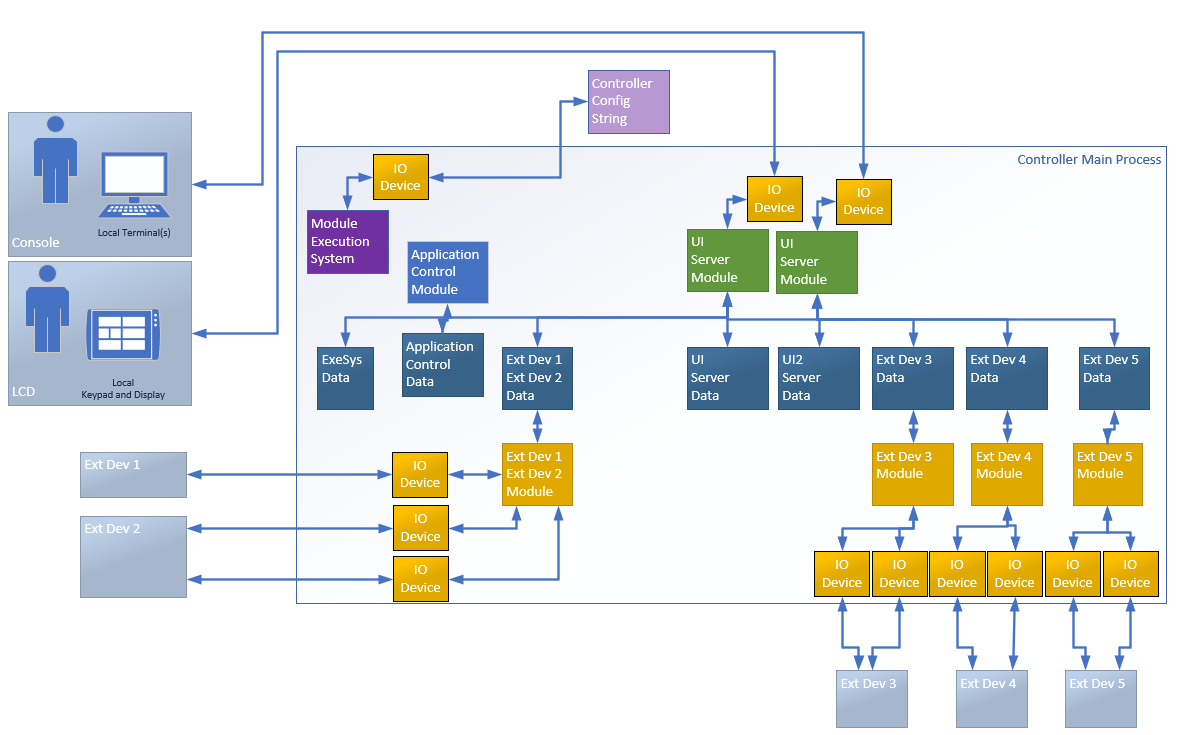 Controller
Config
String
Controller Main Process
Console
Local Terminal(s)
LCD
Local
Keypad and Display
IO
Device
Module
Execution
System
Application
Control
Module
IO
Device
IO
Device
UI
Server
Module
UI
Server
Module
ExeSys
Data
Application
Control
Data
Ext Dev 1
Ext Dev 2
Data
UI
Server
Data
UI2
Server
Data
Ext Dev 3
Data
Ext Dev 4
Data
Ext Dev 5
Data
Ext Dev 1
IO
Device
Ext Dev 1
Ext Dev 2
Module
Ext Dev 3
Module
Ext Dev 4
Module
Ext Dev 5
Module
Ext Dev 2
IO
Device
IO
Device
IO
Device
IO
Device
IO
Device
IO
Device
IO
Device
IO
Device
Ext Dev 3
Ext Dev 4
Ext Dev 5